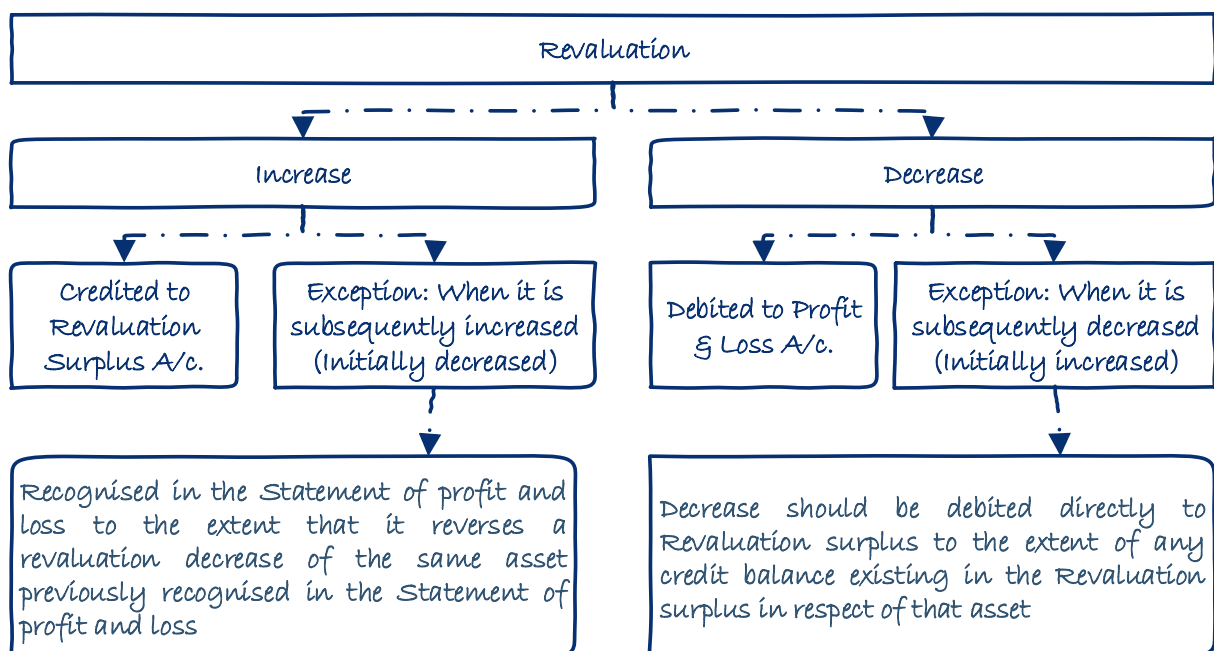 Revaluation
Increase
Decrease
Credited to
Revaluation
Surplus A/c.
Exception: When it is
subsequently increased
(Initially decreased)
Debited to Profit
& Loss A/c.
Exception: When it is
subsequently decreased
(Initially increased)
Recognised in the Statement of profit and
loss to the extent that it reverses a
revaluation decrease of the same asset
previously recognised in the Statement of
profit and loss
Decrease should be debited directly to
Revaluation surplus to the extent of any
credit balance existing in the Revaluation
surplus in respect of that asset